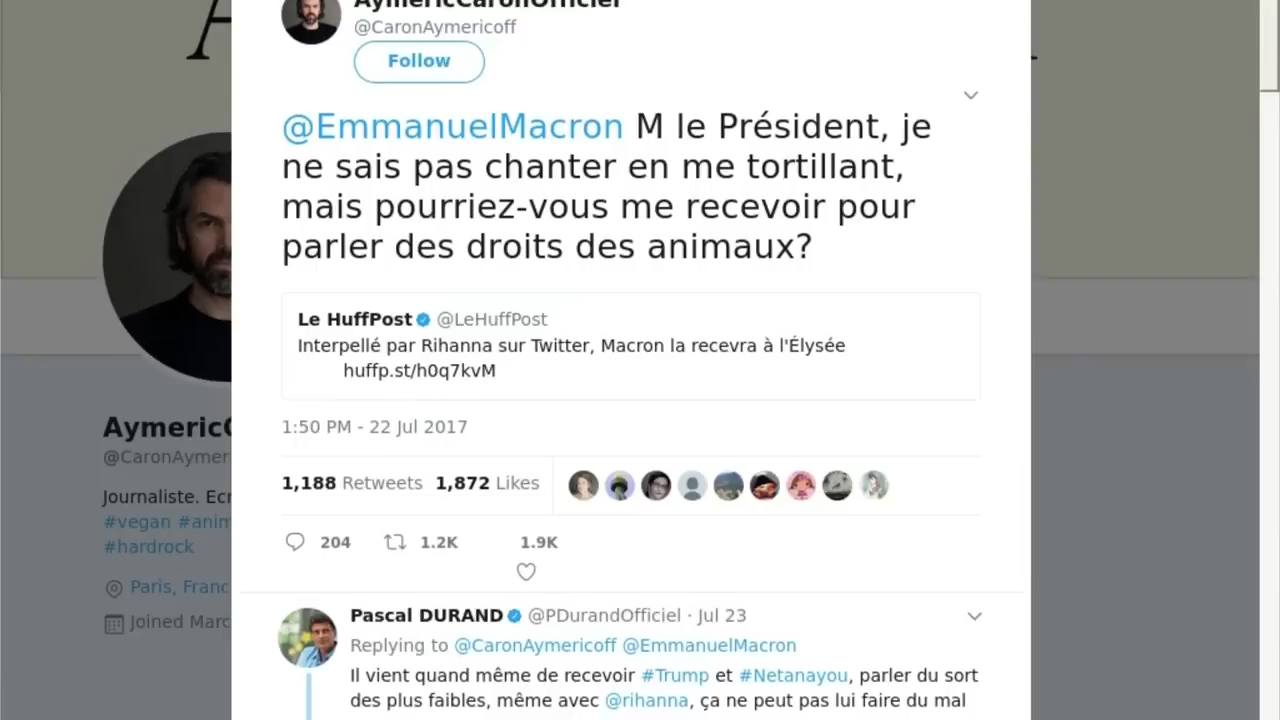 AymericCaronOfficiel
@CaronAymericoff
Follow
@EmmanuelMacron M le Président, je
ne sais pas chanter en me tortillant,
mais pourriez-vous me recevoir pour
parler des droits des animaux?
Le HuffPost @LeHuffPost
Interpellé par Rihanna sur Twitter, Macron la recevra à l'Élysée
huffp.st/h0q7kvM
1:50 PM - 22 Jul 2017
1,188 Retweets 1,872 Likes
204 1.2K 1.9K
Pascal DURAND @PDurandOfficiel · Jul 23
Replying to @CaronAymericoff @EmmanuelMacron
Il vient quand même de recevoir #Trump et #Netanayou, parler du sort
des plus faibles, même avec @rihanna, ça ne peut pas lui faire du mal
AymericC
@CaronAymer
Journaliste. Ecr
#vegan #anim
#hardrock
Paris, Franc
Joined Marc